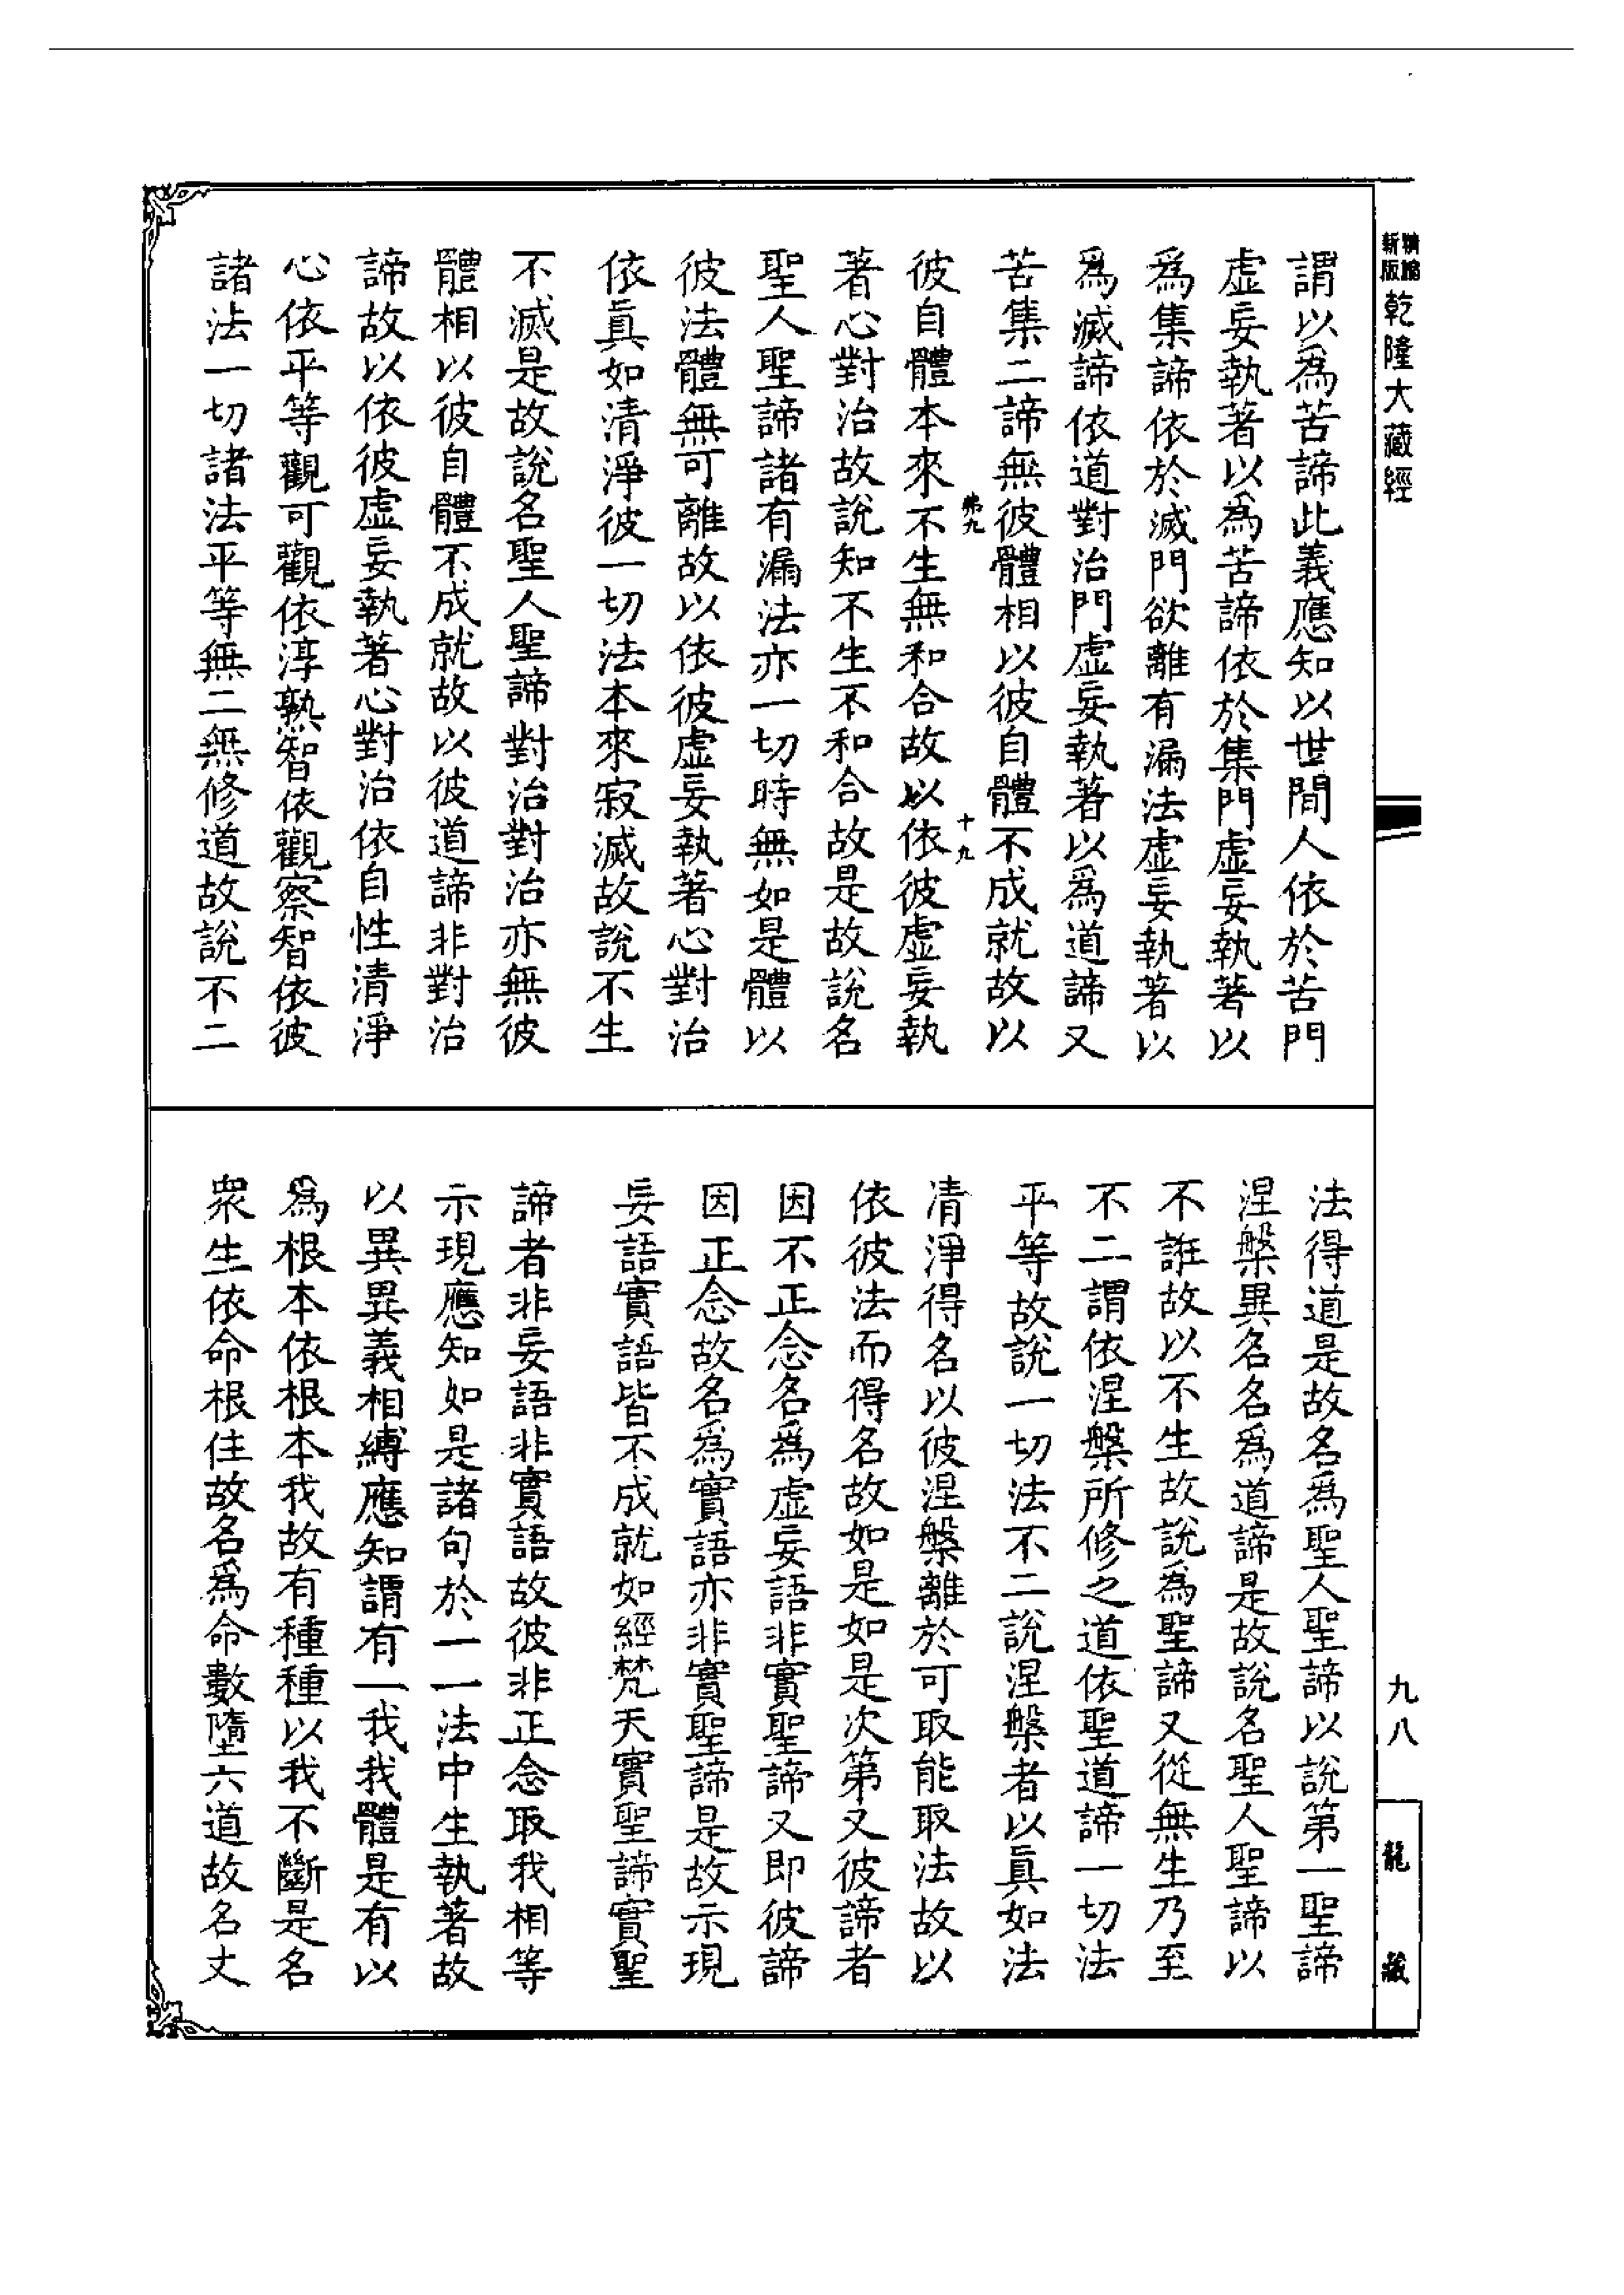 新版
精縮
乾隆大藏經
謂以為苦諦此義應知以世間人依於苦門
虛妄執著以為苦諦依於集門虛妄執著以
為集諦依於滅門欲離有漏法虛妄執著以
為滅諦依道對治門虛妄執著以為道諦又
苦集二諦無彼體相以彼自體不成就故以
弗九
十九
彼自體本來不生無和合故以依彼虛妄執
著心對治故說知不生不和合故是故說名
聖人聖諦諸有漏法亦一切時無如是體以
彼法體無可離故以依彼虛妄執著心對治
依真如清淨彼一切法本來寂滅故說不生
不滅是故說名聖人聖諦對治對治亦無彼
體相以彼自體不成就故以彼道諦非對治
諦故以依彼虛妄執著心對治依自性清淨
心依平等觀可觀依淳熟智依觀察智依彼
諸法一切諸法平等無二無修道故說不二
法得道是故名為聖人聖諦以說第一聖諦
涅槃異名名為道諦是故說名聖人聖諦以
不誑故以不生故說為聖諦又從無生乃至
不二謂依涅槃所修之道依聖道諦一切法
平等故說一切法不二說涅槃者以真如法
清淨得名以彼涅槃離於可取能取法故以
依彼法而得名故如是如是次第又彼諦者
因不正念名為虛妄語非實聖諦又即彼諦
因正念故名為實語亦非實聖諦是故示現
妄語實語皆不成就如經梵天實聖諦實聖
諦者非妄語非實語故彼非正念取我相等
示現應知如是諸句於一一法中生執著故
以異異義相縛應知謂有一我我體是有以
為根本依根本我故有種種以我不斷是名
眾生依命根住故名為命數墮六道故名丈
九八
龍藏